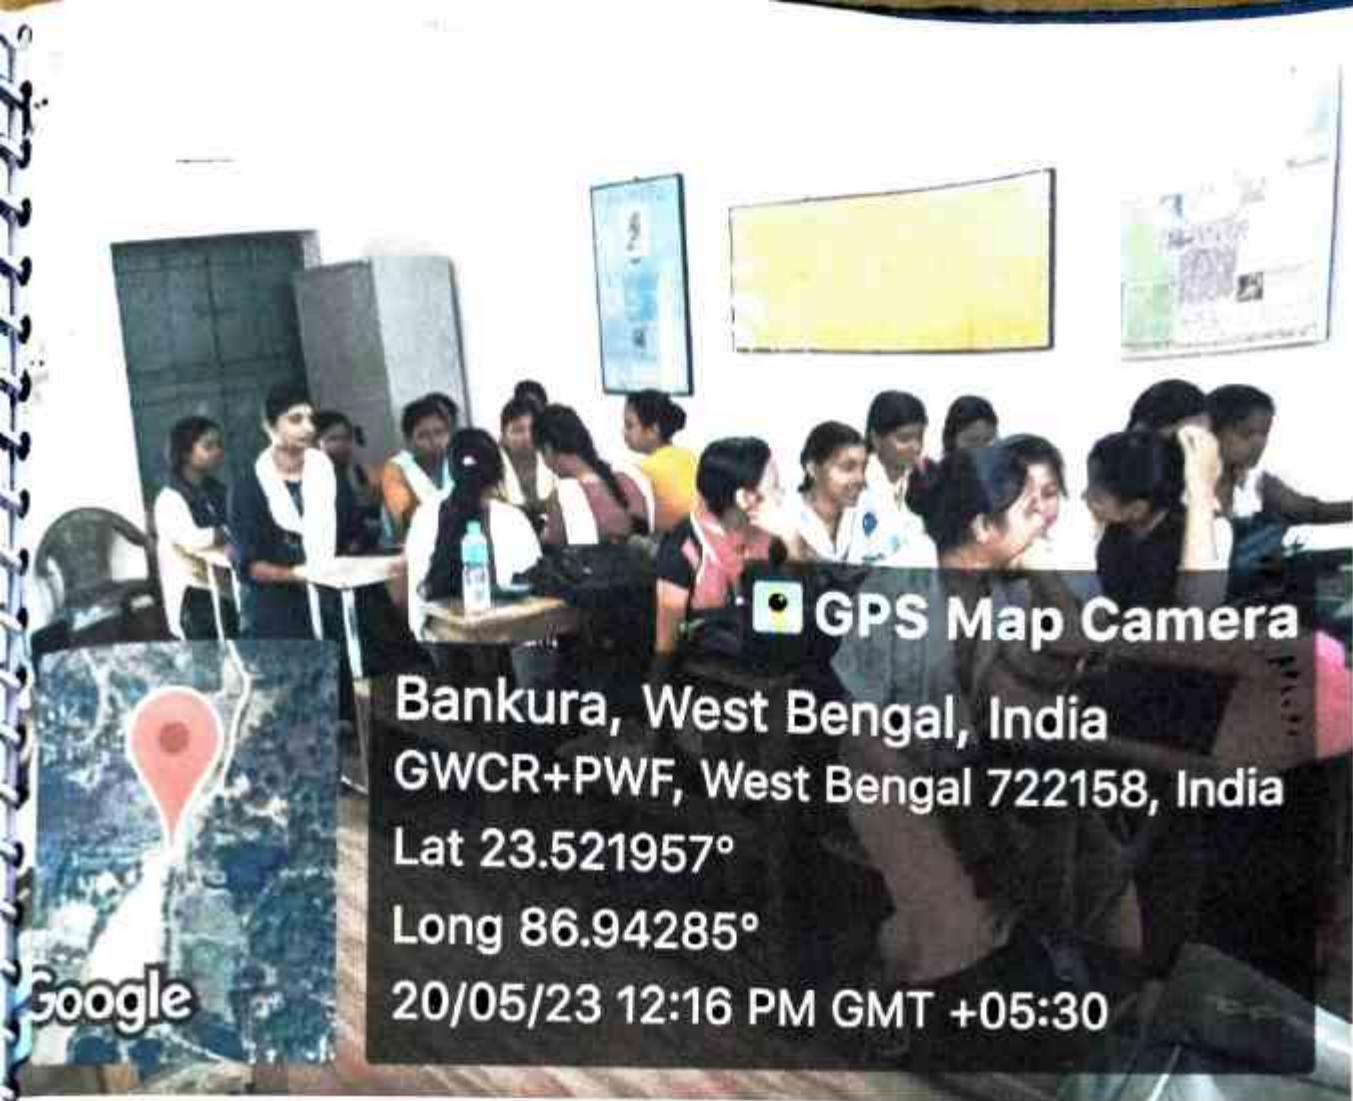 GPS Map Camera
Bankura, West Bengal, India
GWCR+PWF, West Bengal 722158, India
Lat 23.521957°
Long 86.94285°
20/05/23 12:16 PM GMT +05:30
Google